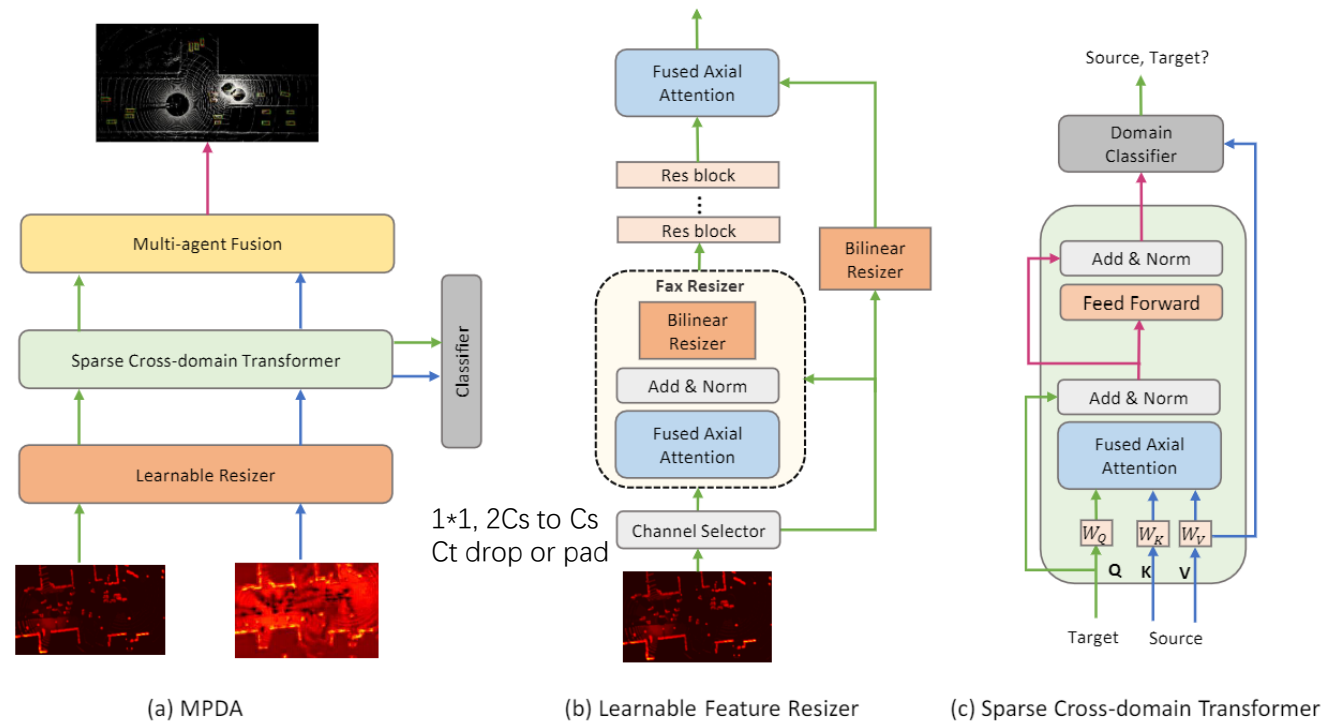 Multi-agent Fusion
Sparse Cross-domain Transformer
Classifier
Learnable Resizer
(a) MPDA
Fused Axial
Attention
Res block
⋮
Res block
Bilinear
Resizer
Fax Resizer
Bilinear
Resizer
Add & Norm
Fused Axial
Attention
1*1, 2Cs to Cs
Ct drop or pad
Channel Selector
(b) Learnable Feature Resizer
Source, Target?
Domain
Classifier
Add & Norm
Feed Forward
Add & Norm
Fused Axial
Attention
W_Q W_K W_V
Q K V
Target Source
(c) Sparse Cross-domain Transformer